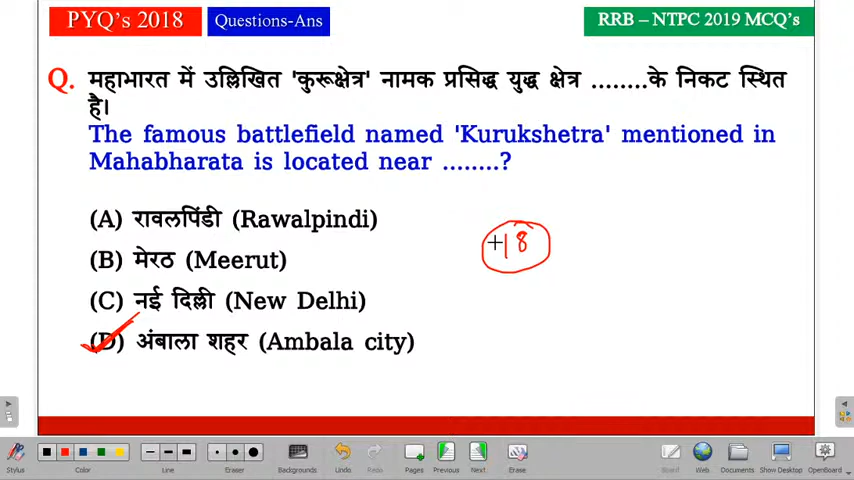 PYQ's 2018
Questions-Ans
RRB – NTPC 2019 MCQ's
Q. महाभारत में उल्लिखित 'कुरूक्षेत्र' नामक प्रसिद्ध युद्ध क्षेत्र ........के निकट स्थित
है।
The famous battlefield named 'Kurukshetra' mentioned in
Mahabharata is located near ........?
(A) रावलपिंडी (Rawalpindi)
18
(B) मेरठ (Meerut)
(C) नई दिल्ली (New Delhi)
(D) अंबाला शहर (Ambala city)
Stylus
Color
Line
Eraser
Backgrounds
Undo
Redo
Pages
Previous
Next
Erase
Board
Web
Documents
Show Desktop
OpenBoard